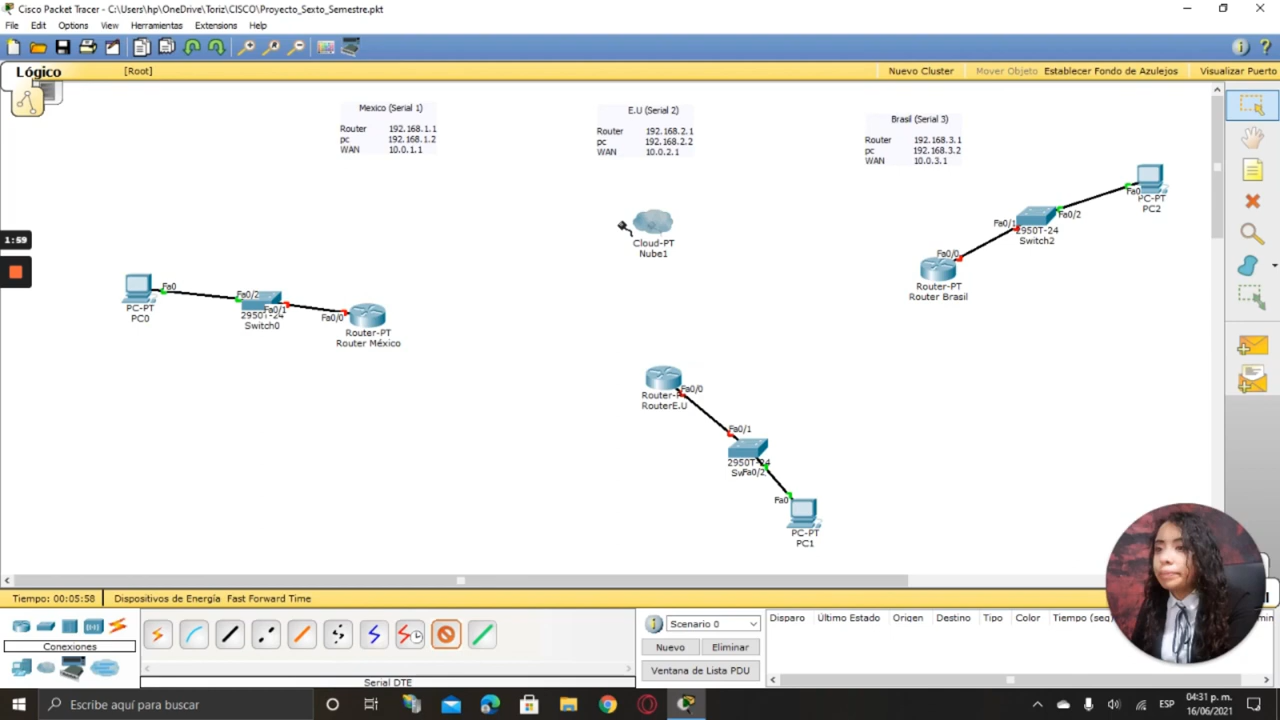 Cisco Packet Tracer - C:\Users\hp\OneDrive\Toriz\CISCO\Proyecto_Sexto_Semestre.pkt
File Edit Options View Herramientas Extensions Help
Lógico [Root] Nuevo Cluster Mover Objeto Establecer Fondo de Azulejos Visualizar Puerto
Mexico (Serial 1)
Router 192.168.1.1
pc 192.168.1.2
WAN 10.0.1.1
E.U (Serial 2)
Router 192.168.2.1
pc 192.168.2.2
WAN 10.0.2.1
Brasil (Serial 3)
Router 192.168.3.1
pc 192.168.3.2
WAN 10.0.3.1
1:59
Fa0
PC-PT
PC0
Fa0/2
Fa0/1
2950T-24
Switch0
Fa0/0
Router-PT
Router México
Cloud-PT
Nube1
Fa0
PC-PT
PC2
Fa0/2
Fa0/1
2950T-24
Switch2
Fa0/0
Router-PT
Router Brasil
Fa0/0
RouterE.U
Fa0/1
2950T-24
Fa0/2
Fa0
PC-PT
PC1
Tiempo: 00:05:58 Dispositivos de Energía Fast Forward Time
Conexiones
Serial DTE
Scenario 0
Nuevo Eliminar
Ventana de Lista PDU
Disparo Último Estado Origen Destino Tipo Color Tiempo (seg)
Escribe aquí para buscar
ESP
04:31 p. m.
16/06/2021